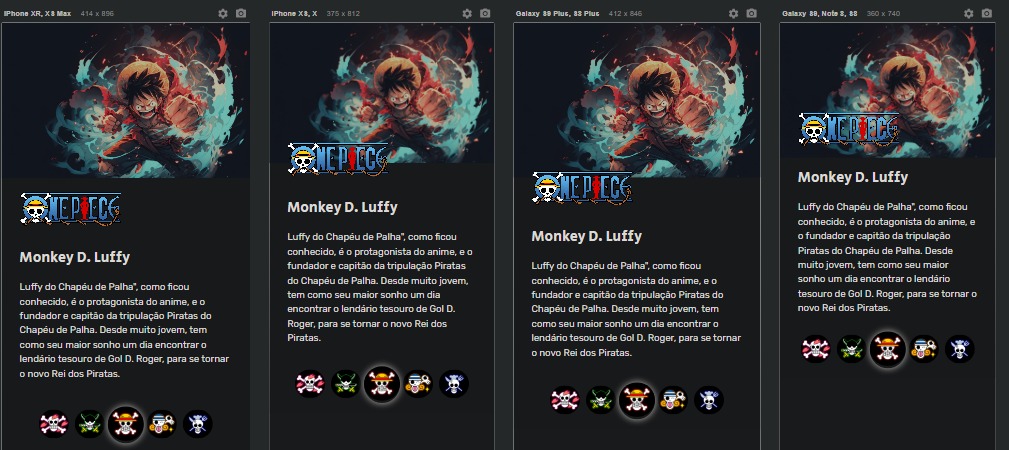 iPhone XR, XS Max 414 x 896
iPhone XS, X 375 x 812
Galaxy S9 Plus, S8 Plus 412 x 846
Galaxy S9, Note 8, S8 360 x 740
ONE PIECE
Monkey D. Luffy
Luffy do Chapéu de Palha", como ficou
conhecido, é o protagonista do anime, e o
fundador e capitão da tripulação Piratas do
Chapéu de Palha. Desde muito jovem, tem
como seu maior sonho um dia encontrar o
lendário tesouro de Gol D. Roger, para se tornar
o novo Rei dos Piratas.
ONE PIECE
Monkey D. Luffy
Luffy do Chapéu de Palha", como ficou
conhecido, é o protagonista do anime, e o
fundador e capitão da tripulação Piratas
do Chapéu de Palha. Desde muito jovem,
tem como seu maior sonho um dia
encontrar o lendário tesouro de Gol D.
Roger, para se tornar o novo Rei dos
Piratas.
ONE PIECE
Monkey D. Luffy
Luffy do Chapéu de Palha", como ficou
conhecido, é o protagonista do anime, e o
fundador e capitão da tripulação Piratas do
Chapéu de Palha. Desde muito jovem, tem
como seu maior sonho um dia encontrar o
lendário tesouro de Gol D. Roger, para se tornar
o novo Rei dos Piratas.
ONE PIECE
Monkey D. Luffy
Luffy do Chapéu de Palha", como ficou
conhecido, é o protagonista do anime, e
o fundador e capitão da tripulação
Piratas do Chapéu de Palha. Desde
muito jovem, tem como seu maior
sonho um dia encontrar o lendário
tesouro de Gol D. Roger, para se tornar o
novo Rei dos Piratas.